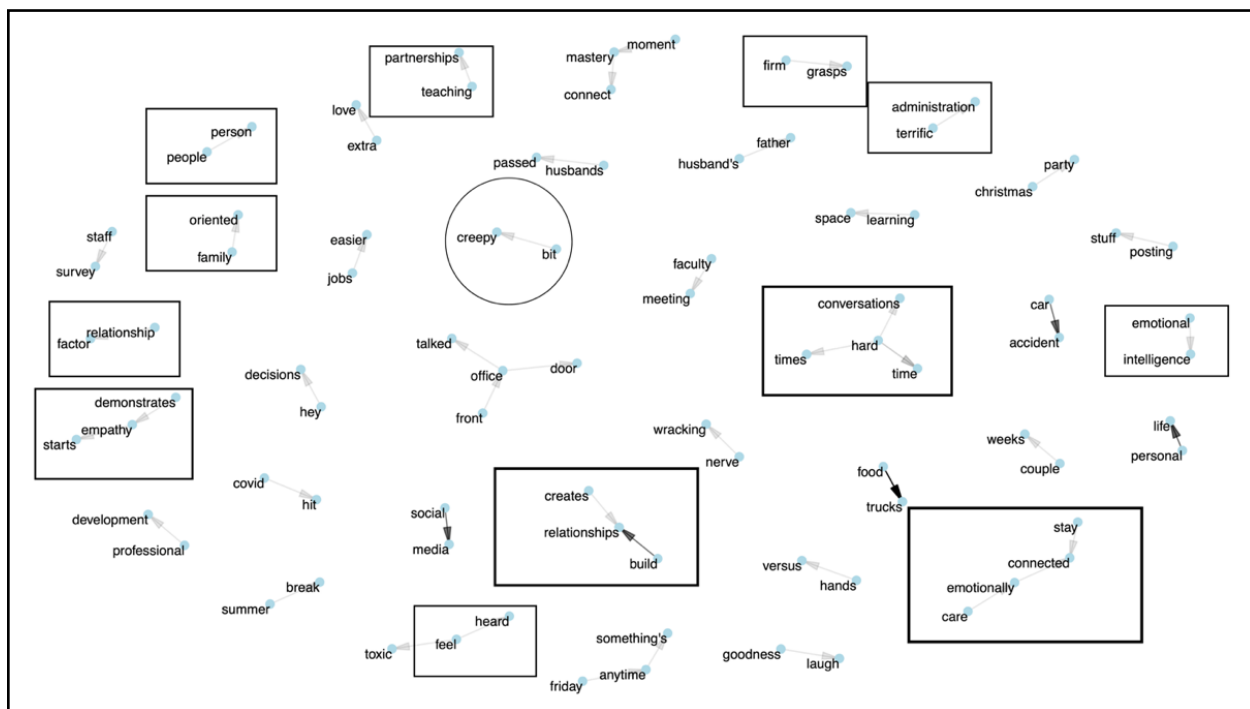 partnerships
teaching
mastery
moment
connect
firm
grasps
administration
terrific
person
people
love
extra
passed
husbands
husband's
father
party
christmas
oriented
family
staff
survey
easier
jobs
creepy
bit
space
learning
stuff
posting
faculty
meeting
conversations
hard
times
time
car
accident
emotional
intelligence
relationship
factor
talked
office
door
front
decisions
hey
demonstrates
empathy
starts
wracking
nerve
weeks
couple
life
personal
food
trucks
covid
hit
creates
relationships
build
social
media
development
professional
stay
connected
emotionally
care
versus
hands
break
summer
heard
feel
toxic
something's
anytime
friday
goodness
laugh